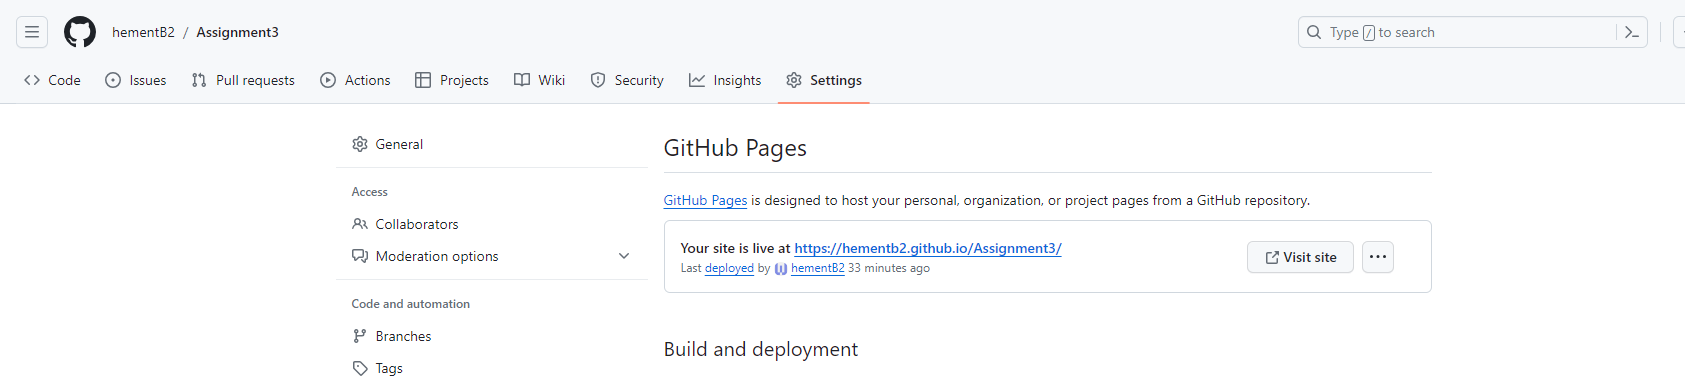 hementB2 / Assignment3
Type / to search
Code Issues Pull requests Actions Projects Wiki Security Insights Settings
General
Access
Collaborators
Moderation options
Code and automation
Branches
Tags
GitHub Pages
GitHub Pages is designed to host your personal, organization, or project pages from a GitHub repository.
Your site is live at https://hementb2.github.io/Assignment3/
Last deployed by hementB2 33 minutes ago
Visit site
Build and deployment